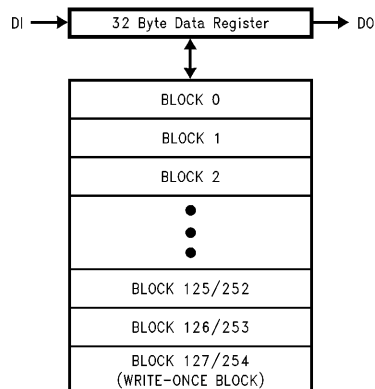 DI
32 Byte Data Register
DO
BLOCK 0
BLOCK 1
BLOCK 2
BLOCK 125/252
BLOCK 126/253
BLOCK 127/254
(WRITE-ONCE BLOCK)